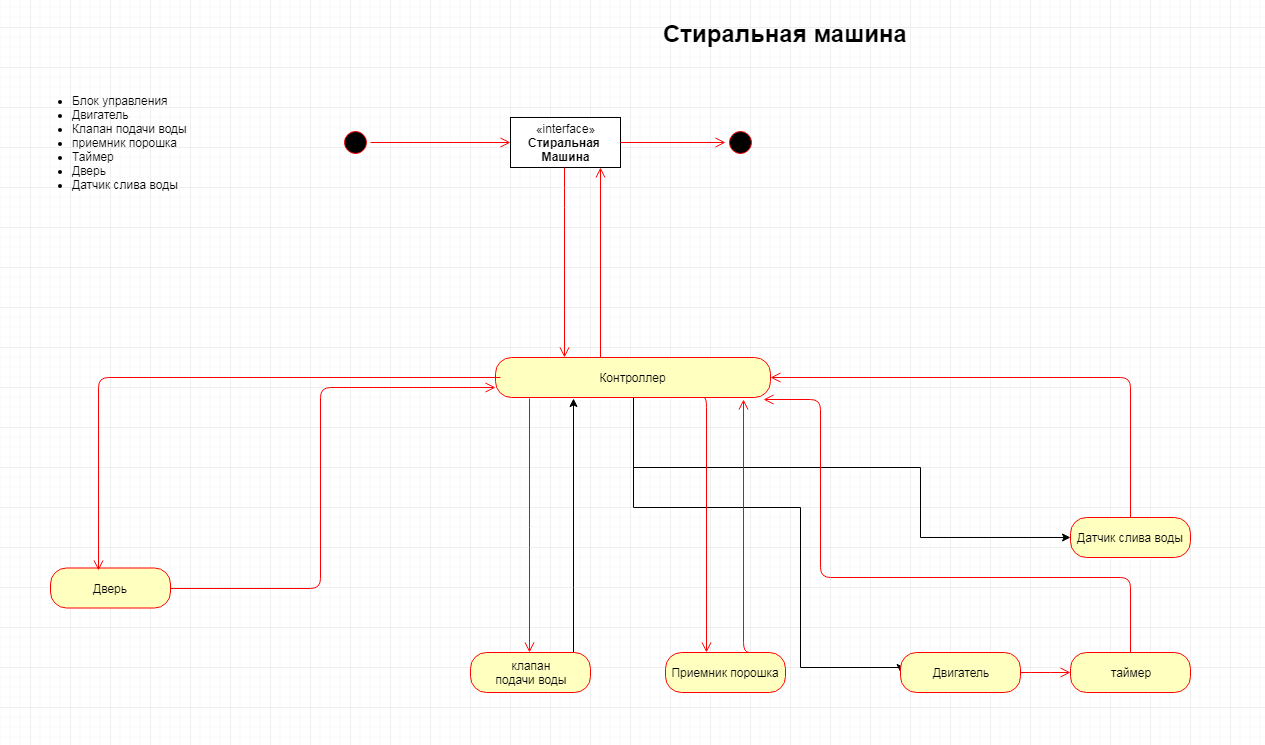 Стиральная машина
Блок управления
Двигатель
Клапан подачи воды
приемник порошка
Таймер
Дверь
Датчик слива воды
«interface»
Стиральная
Машина
Контроллер
Датчик слива воды
Дверь
клапан
подачи воды
Приемник порошка
Двигатель
таймер